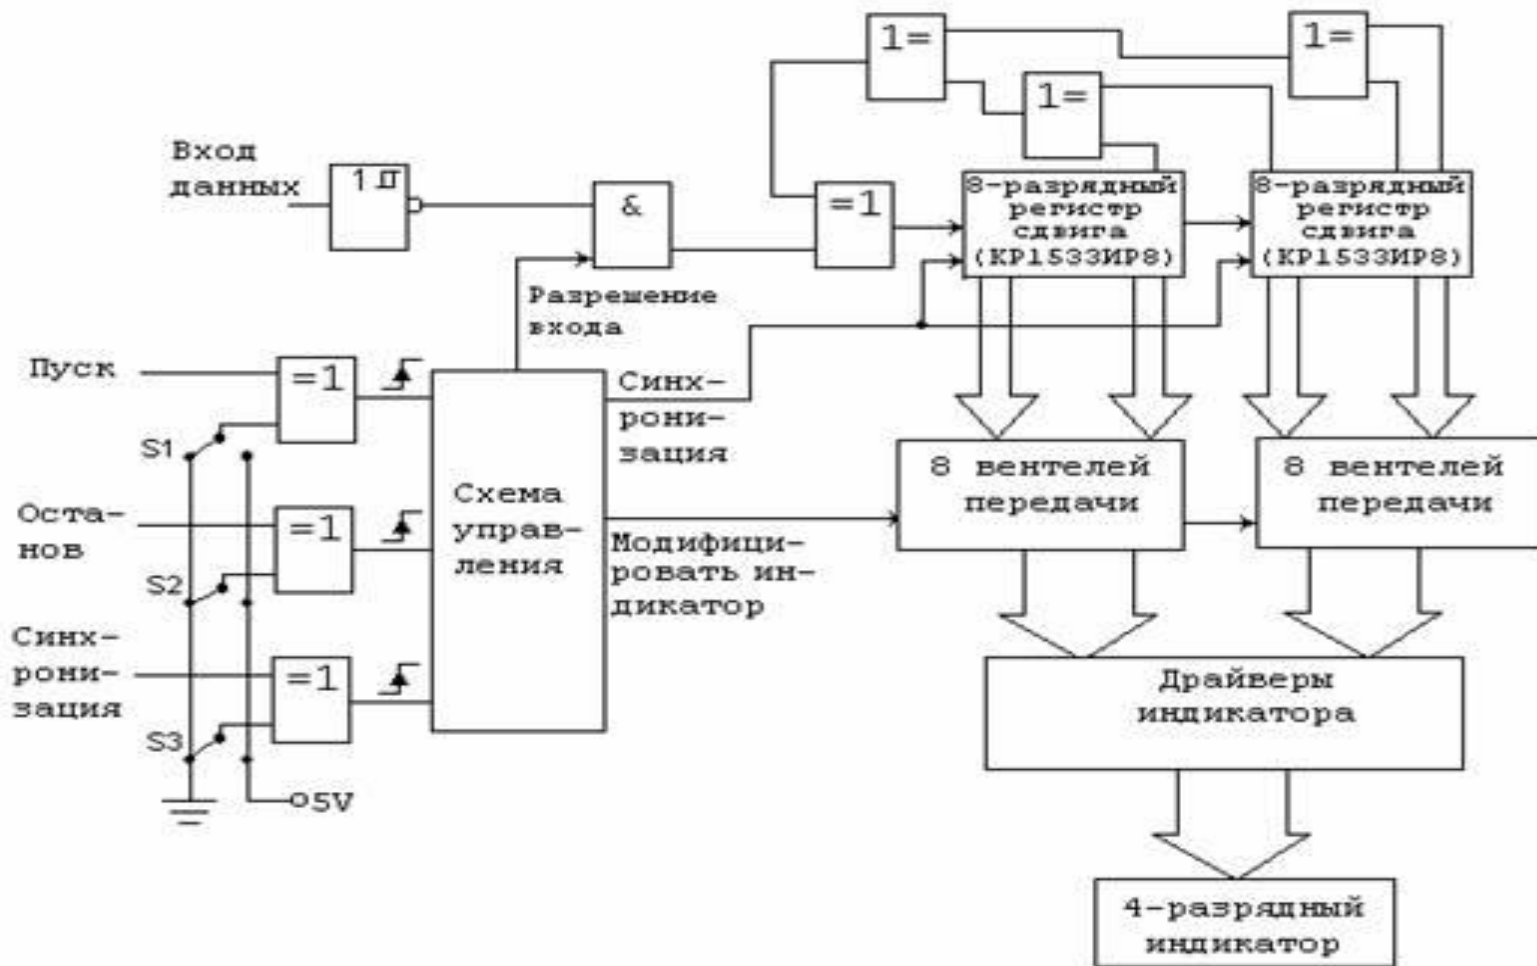 1=
1=
1=
Вход
данных
1
&
=1
8-разрядный
регистр
сдвига
(КР1533ИР8)
8-разрядный
регистр
сдвига
(КР1533ИР8)
Разрешение
входа
Пуск
=1
S1
Оста-
нов
=1
S2
Синх-
рони-
зация
=1
S3
5V
Схема
управ-
ления
Синх-
рони-
зация
Модифици-
ровать ин-
дикатор
8 вентелей
передачи
8 вентелей
передачи
Драйверы
индикатора
4-разрядный
индикатор